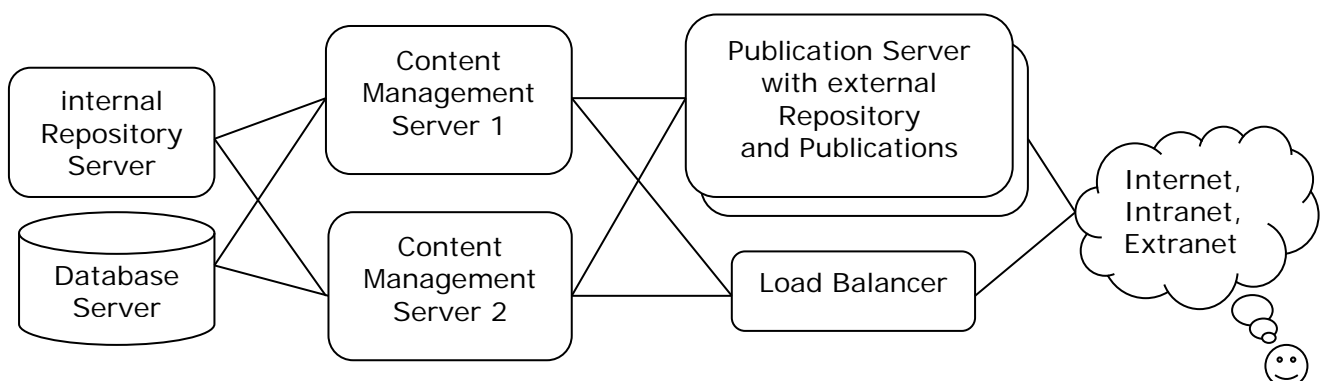 internal
Repository
Server
Database
Server
Content
Management
Server 1
Content
Management
Server 2
Publication Server
with external
Repository
and Publications
Load Balancer
Internet,
Intranet,
Extranet